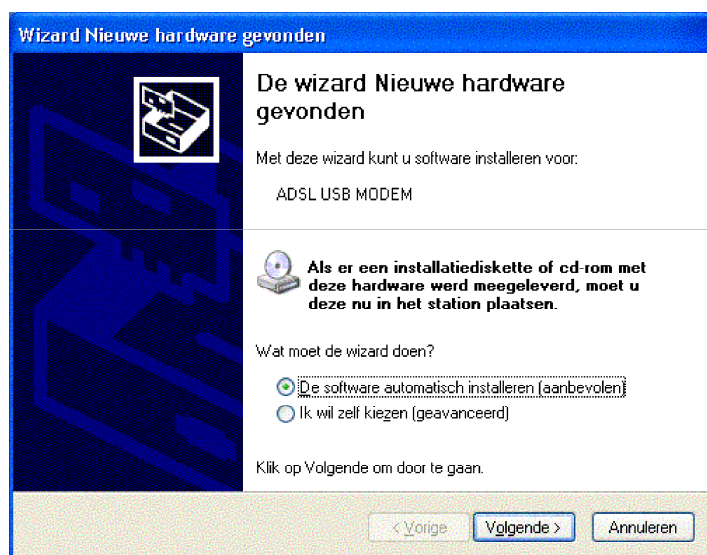 Wizard Nieuwe hardware gevonden
De wizard Nieuwe hardware
gevonden
Met deze wizard kunt u software installeren voor:
ADSL USB MODEM
Als er een installatiediskette of cd-rom met
deze hardware werd meegeleverd, moet u
deze nu in het station plaatsen.
Wat moet de wizard doen?
De software automatisch installeren (aanbevolen)
Ik wil zelf kiezen (geavanceerd)
Klik op Volgende om door te gaan.
< Vorige Volgende > Annuleren